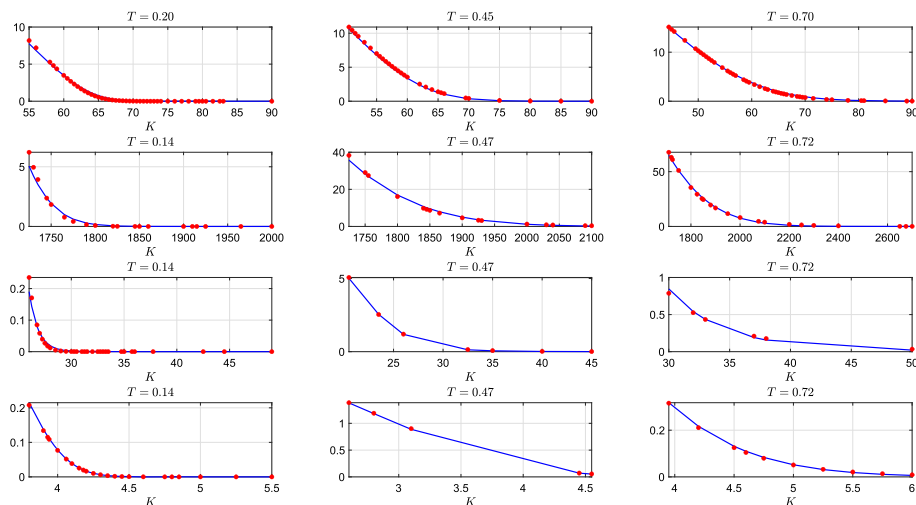 T = 0.20
T = 0.45
T = 0.70
10
5
0
55 60 65 70 75 80 85 90
K
10
5
0
55 60 65 70 75 80 85 90
K
10
0
50 60 70 80 90
K
T = 0.14
T = 0.47
T = 0.72
5
0
1750 1800 1850 1900 1950 2000
K
40
20
0
1750 1800 1850 1900 1950 2000 2050 2100
K
50
0
1800 2000 2200 2400 2600
K
T = 0.14
T = 0.47
T = 0.72
0.2
0.1
0
30 35 40 45
K
5
0
25 30 35 40 45
K
1
0.5
0
30 35 40 45 50
K
T = 0.14
T = 0.47
T = 0.72
0.2
0.1
0
4 4.5 5 5.5
K
1
0.5
0
3 3.5 4 4.5
K
0.2
0
4 4.5 5 5.5 6
K